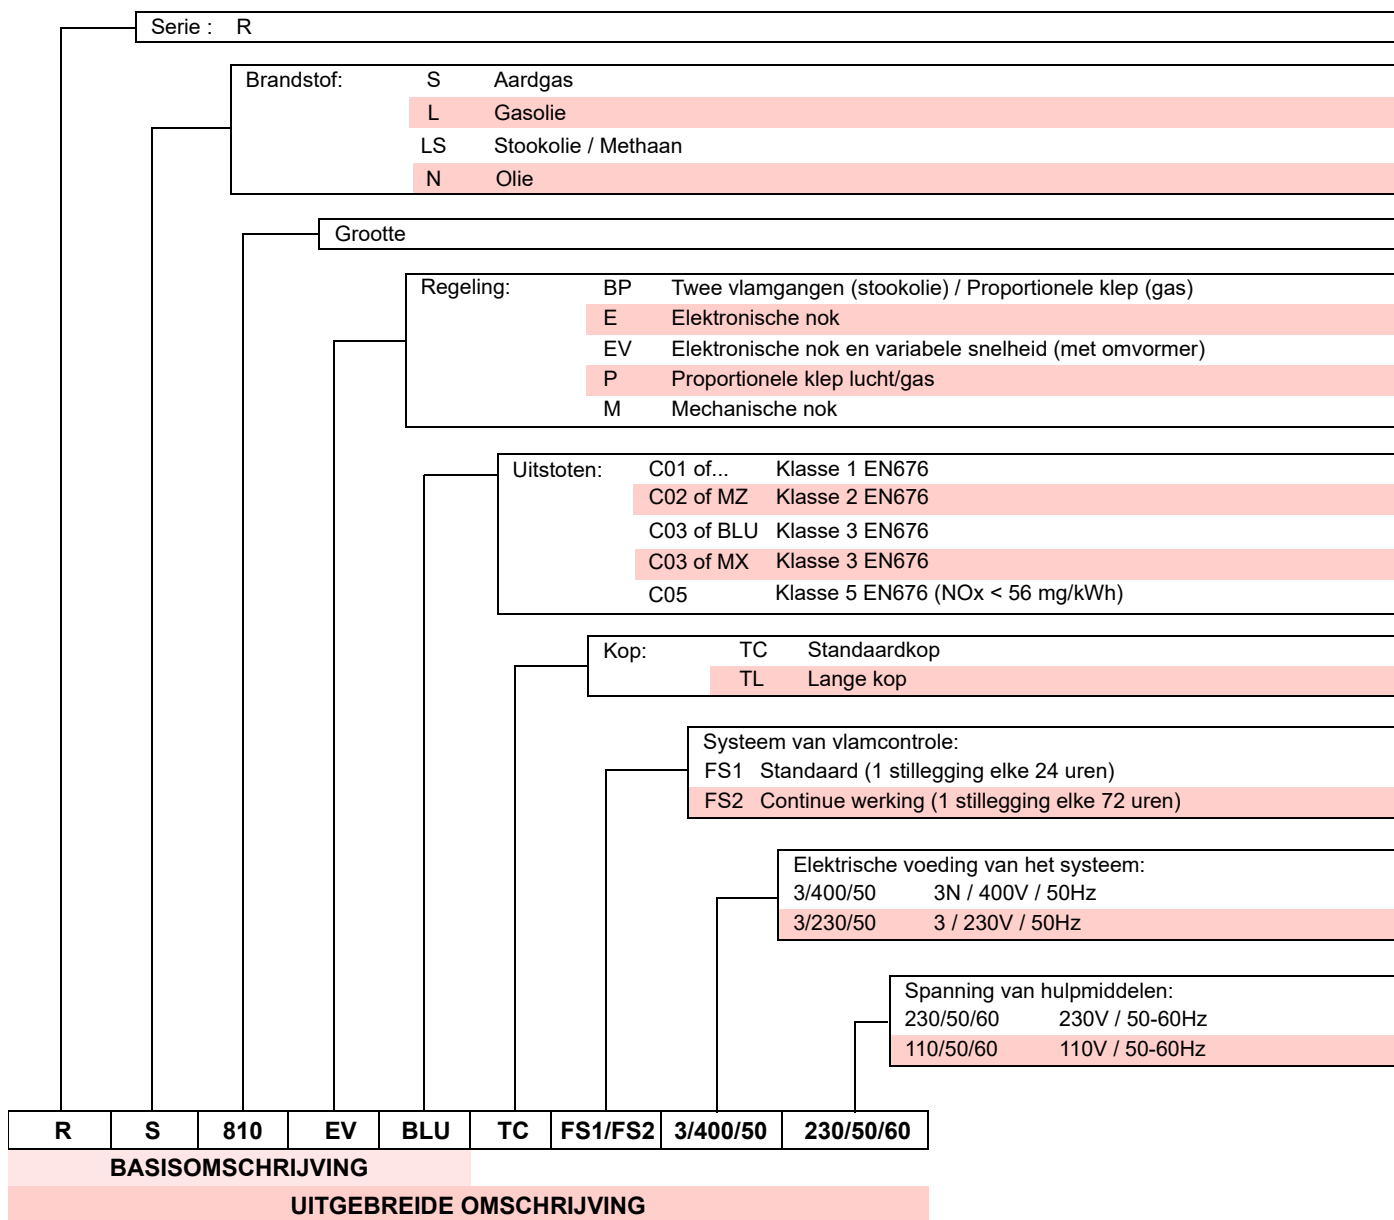 Serie : R
Brandstof: S Aardgas
L Gasolie
LS Stookolie / Methaan
N Olie
Grootte
Regeling: BP Twee vlamgangen (stookolie) / Proportionele klep (gas)
E Elektronische nok
EV Elektronische nok en variabele snelheid (met omvormer)
P Proportionele klep lucht/gas
M Mechanische nok
Uitstoten: C01 of... Klasse 1 EN676
C02 of MZ Klasse 2 EN676
C03 of BLU Klasse 3 EN676
C03 of MX Klasse 3 EN676
C05 Klasse 5 EN676 (NOx < 56 mg/kWh)
Kop: TC Standaardkop
TL Lange kop
Systeem van vlamcontrole:
FS1 Standaard (1 stillegging elke 24 uren)
FS2 Continue werking (1 stillegging elke 72 uren)
Elektrische voeding van het systeem:
3/400/50 3N / 400V / 50Hz
3/230/50 3 / 230V / 50Hz
Spanning van hulpmiddelen:
230/50/60 230V / 50-60Hz
110/50/60 110V / 50-60Hz
R S 810 EV BLU TC FS1/FS2 3/400/50 230/50/60
BASISOMSCHRIJVING
UITGEBREIDE OMSCHRIJVING